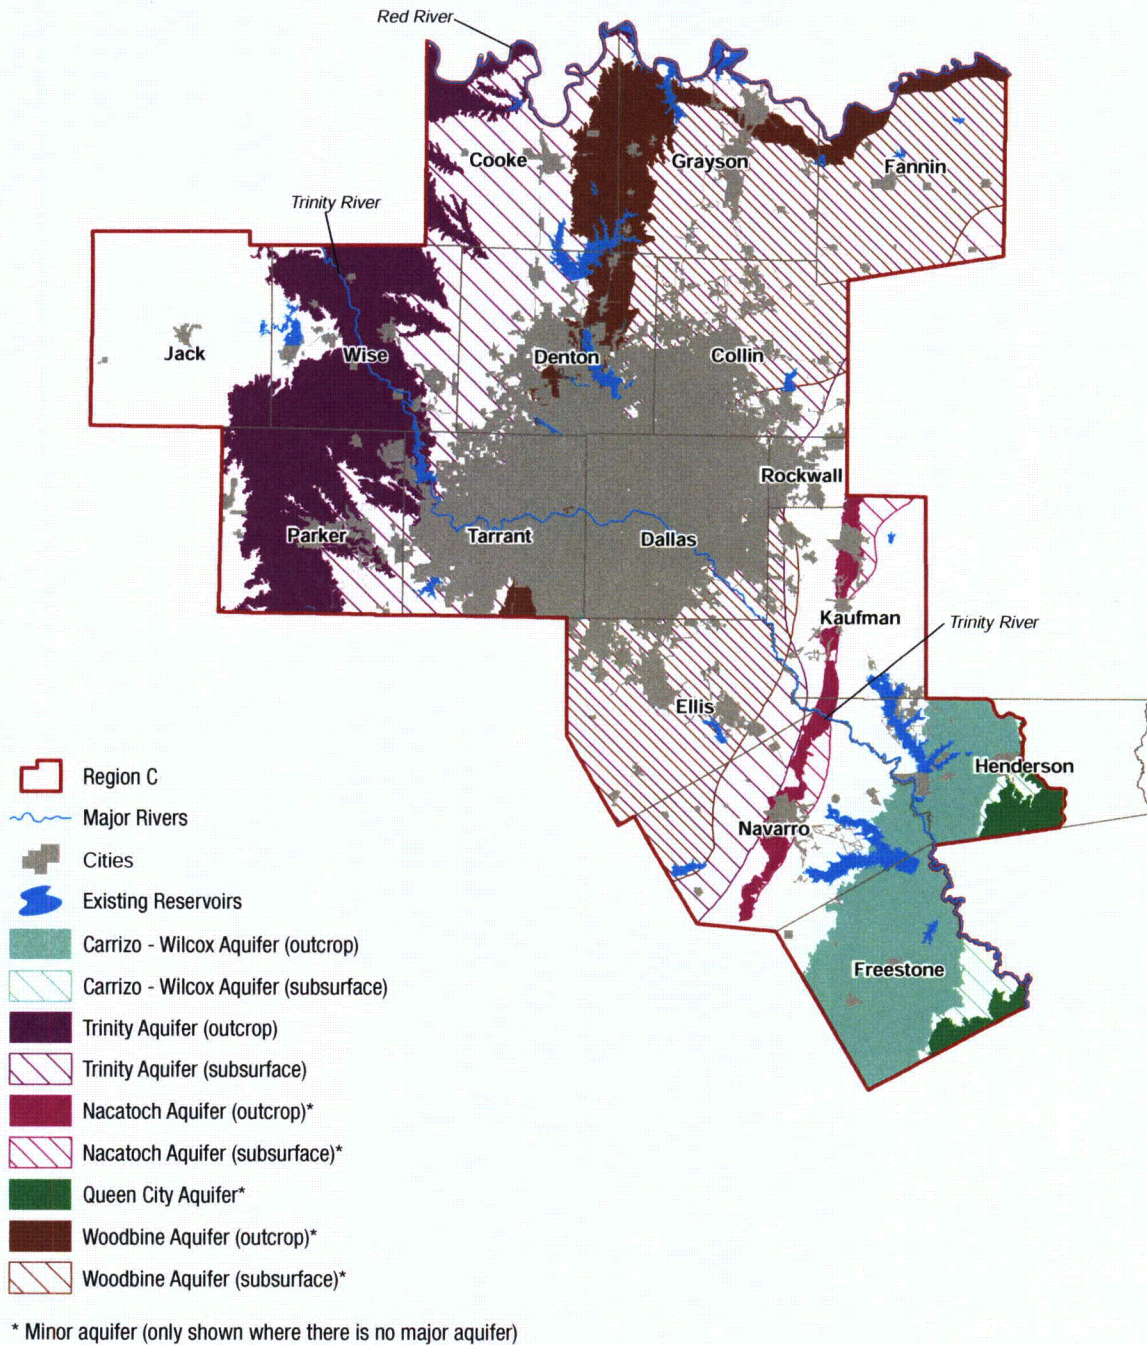 Red River
Cooke
Grayson
Fannin
Trinity River
Jack
Wise
Denton
Collin
Rockwall
Parker
Tarrant
Dallas
Kaufman
Trinity River
Ellis
Henderson
Navarro
Freestone
Region C
Major Rivers
Cities
Existing Reservoirs
Carrizo - Wilcox Aquifer (outcrop)
Carrizo - Wilcox Aquifer (subsurface)
Trinity Aquifer (outcrop)
Trinity Aquifer (subsurface)
Nacatoch Aquifer (outcrop)*
Nacatoch Aquifer (subsurface)*
Queen City Aquifer*
Woodbine Aquifer (outcrop)*
Woodbine Aquifer (subsurface)*
* Minor aquifer (only shown where there is no major aquifer)